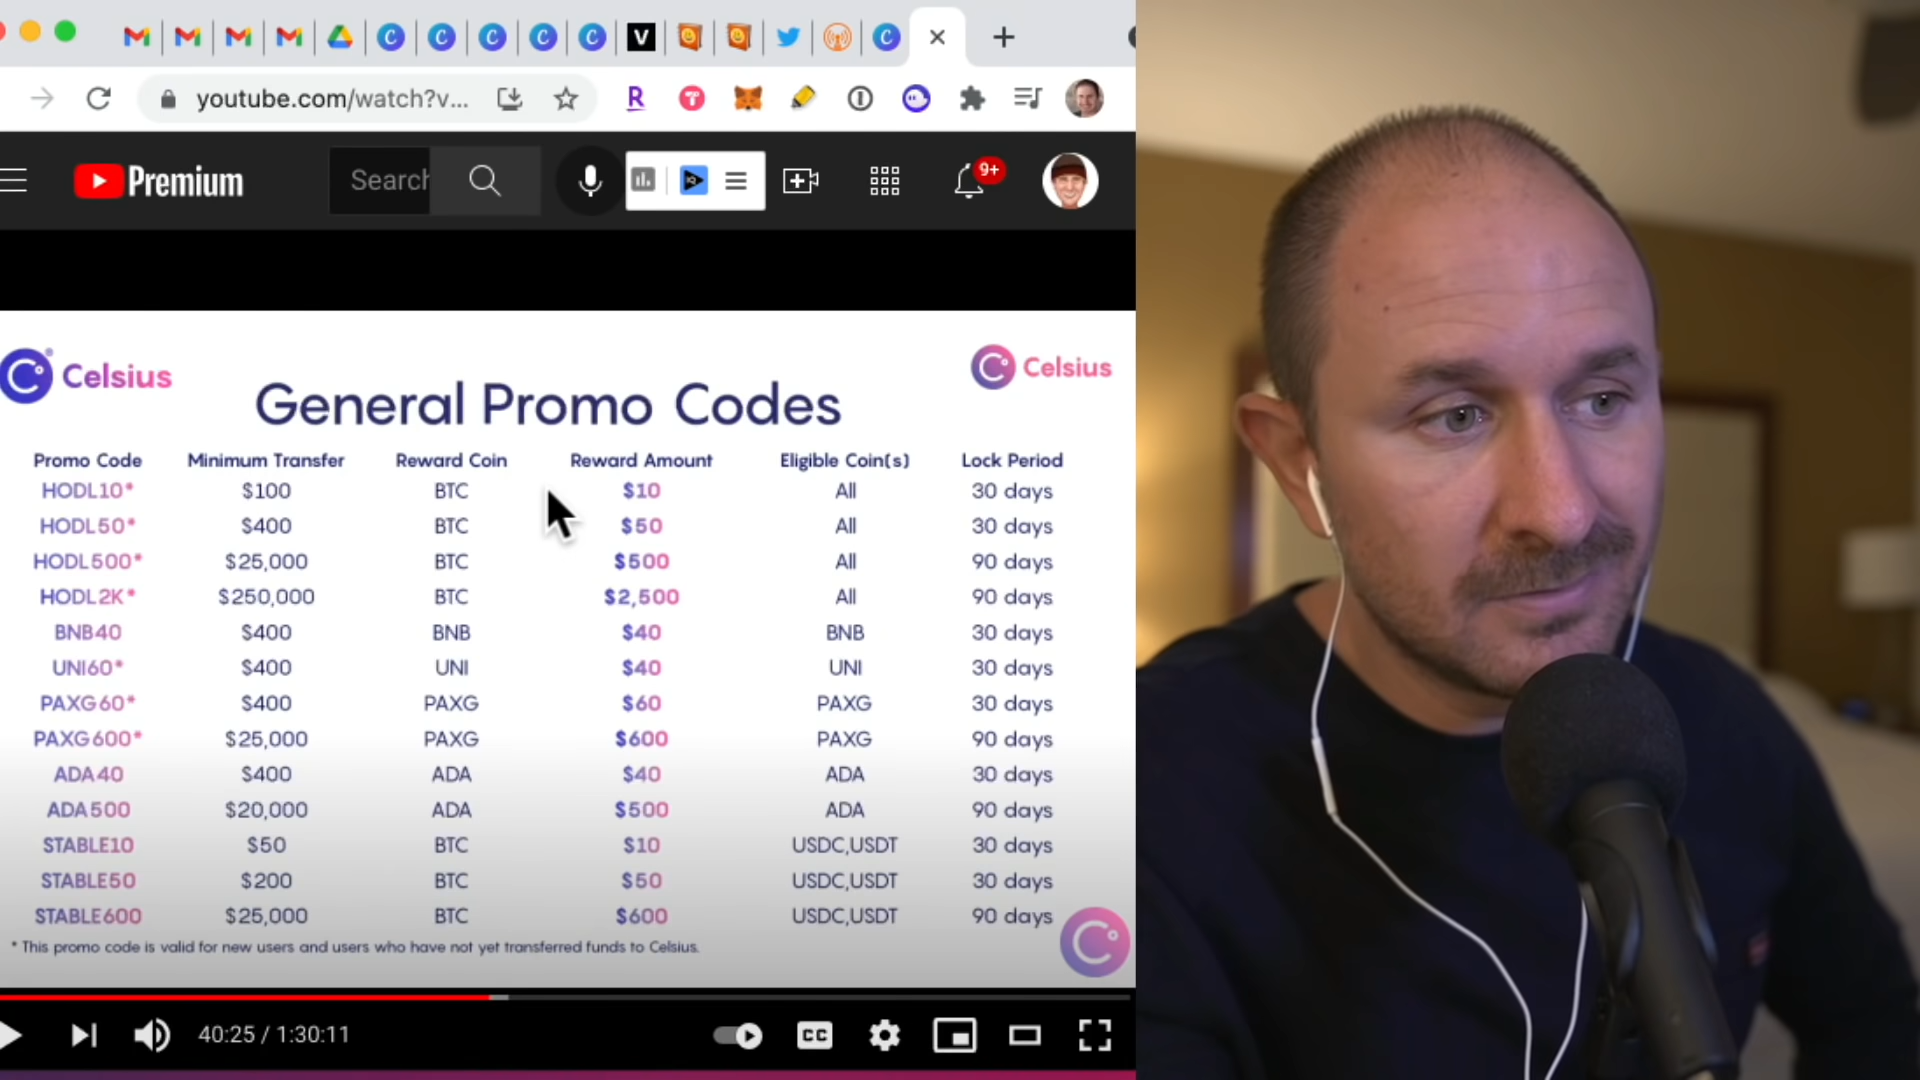 youtube.com/watch?v...
Premium
Search
9+
Celsius
Celsius
General Promo Codes
Promo Code Minimum Transfer Reward Coin Reward Amount Eligible Coin(s) Lock Period
HODL10* $100 BTC $10 All 30 days
HODL50* $400 BTC $50 All 30 days
HODL500* $25,000 BTC $500 All 90 days
HODL2K* $250,000 BTC $2,500 All 90 days
BNB40 $400 BNB $40 BNB 30 days
UNI60* $400 UNI $40 UNI 30 days
PAXG60* $400 PAXG $60 PAXG 30 days
PAXG600* $25,000 PAXG $600 PAXG 90 days
ADA40 $400 ADA $40 ADA 30 days
ADA500 $20,000 ADA $500 ADA 90 days
STABLE10 $50 BTC $10 USDC,USDT 30 days
STABLE50 $200 BTC $50 USDC,USDT 30 days
STABLE600 $25,000 BTC $600 USDC,USDT 90 days
* This promo code is valid for new users and users who have not yet transferred funds to Celsius.
40:25 / 1:30:11
CC